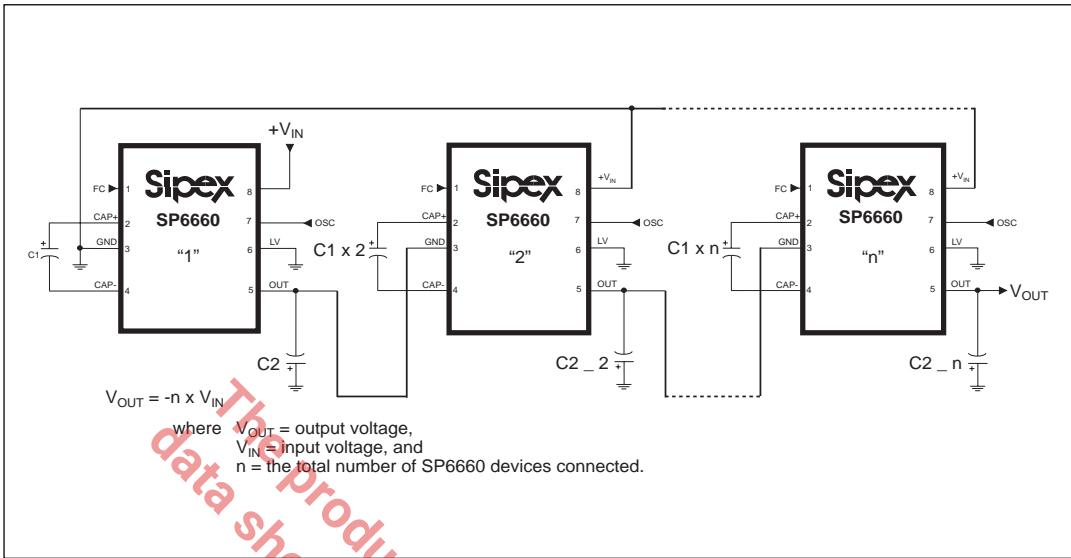 +VIN
Sipex
SP6660
"1"
FC
1
CAP+
2
GND
3
CAP-
4
8
7
OSC
6
LV
5
OUT
C1
C2
Sipex
SP6660
"2"
FC
1
CAP+
2
GND
3
CAP-
4
+VIN
8
7
OSC
6
LV
5
OUT
C1 x 2
C2 _ 2
Sipex
SP6660
"n"
FC
1
CAP+
2
GND
3
CAP-
4
+VIN
8
7
OSC
6
LV
5
OUT
C1 x n
C2 _ n
VOUT
VOUT = -n x VIN
where VOUT = output voltage,
VIN = input voltage, and
n = the total number of SP6660 devices connected.
The produ
data she